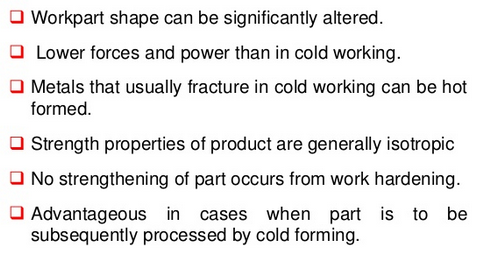 Workpart shape can be significantly altered.
Lower forces and power than in cold working.
Metals that usually fracture in cold working can be hot
formed.
Strength properties of product are generally isotropic
No strengthening of part occurs from work hardening.
Advantageous in cases when part is to be
subsequently processed by cold forming.